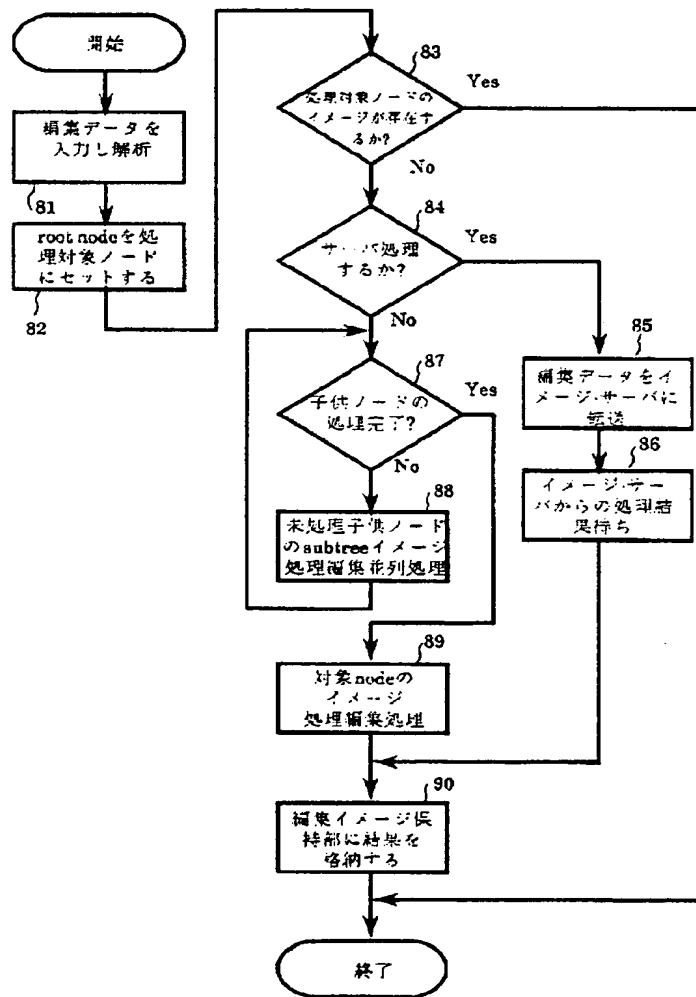 開始
編集データを
入力し解析
81
root nodeを処
理対象ノード
にセットする
82
83
処理対象ノードの
イメージが存在す
るか?
Yes
No
84
サーバ処理
するか?
Yes
No
85
編集データをイ
メージ・サーバに
転送
86
イメージ・サー
バからの処理結
果待ち
87
子供ノードの
処理完了?
Yes
No
88
未処理子供ノード
のsubtreeイメージ
処理編集並列処理
89
対象nodeの
イメージ
処理編集処理
90
編集イメージ保
持部に結果を
格納する
終了